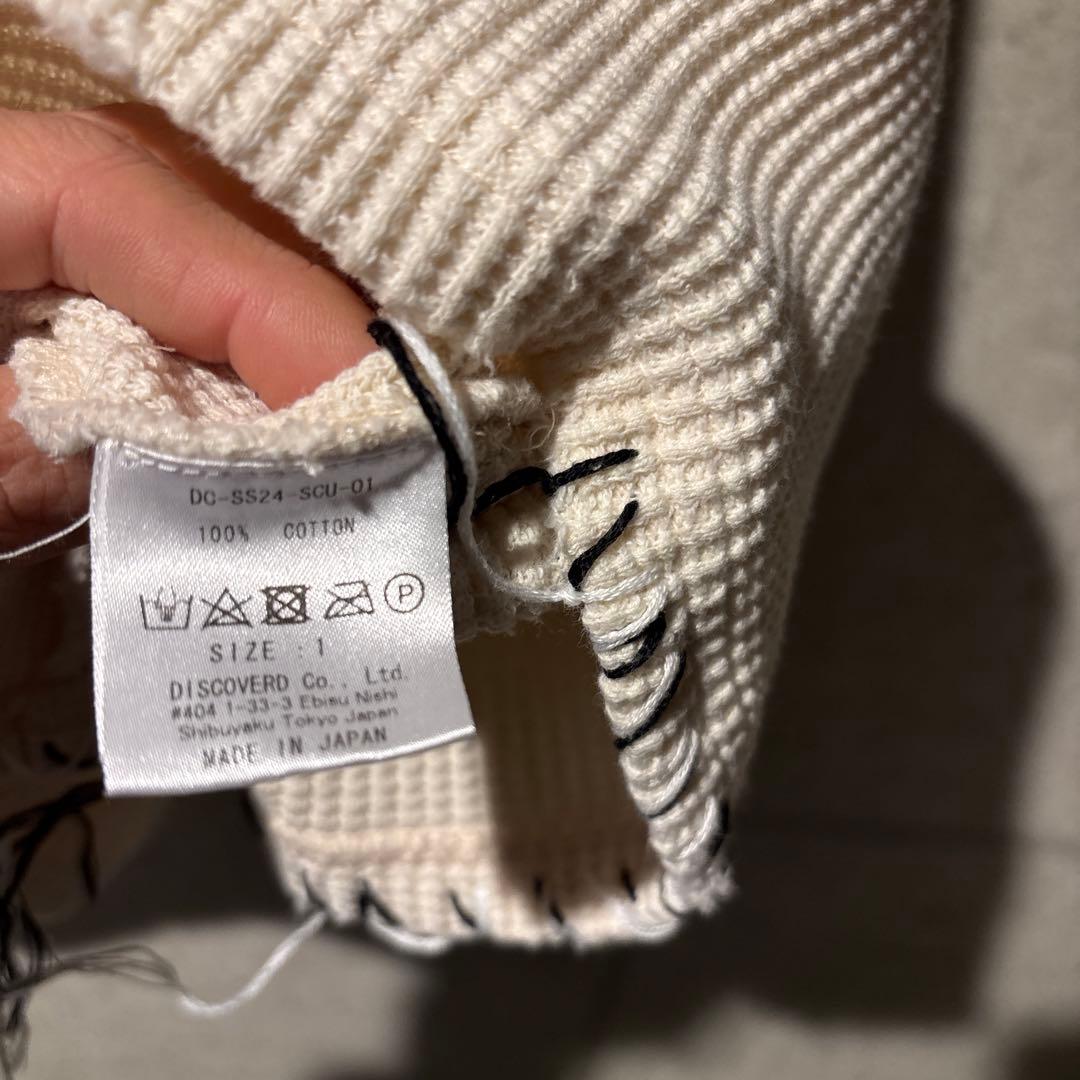 DC-SS24-SCU-01
100% COTTON
P
SIZE : 1
DISCOVERD Co., Ltd.
#404 1-33-3 Ebisu Nishi
Shibuyaku Tokyo Japan
MADE IN JAPAN